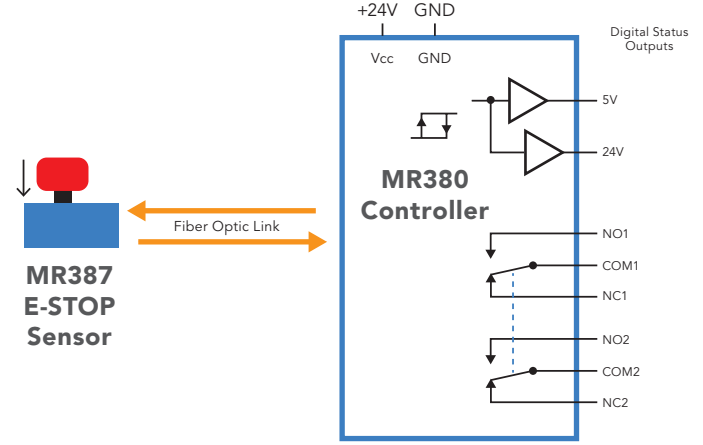 +24V GND
Digital Status
Outputs
Vcc GND
5V
24V
MR380
Controller
Fiber Optic Link
NO1
COM1
NC1
MR387
E-STOP
Sensor
NO2
COM2
NC2